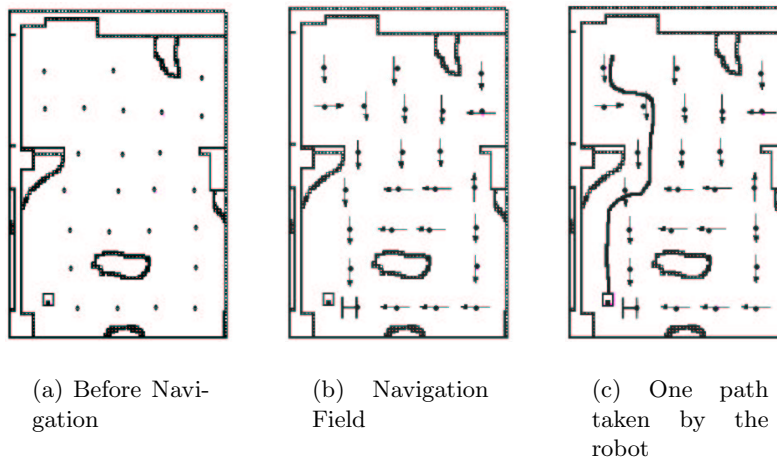 (a) Before Navi-
gation
(b) Navigation
Field
(c) One path
taken by the
robot